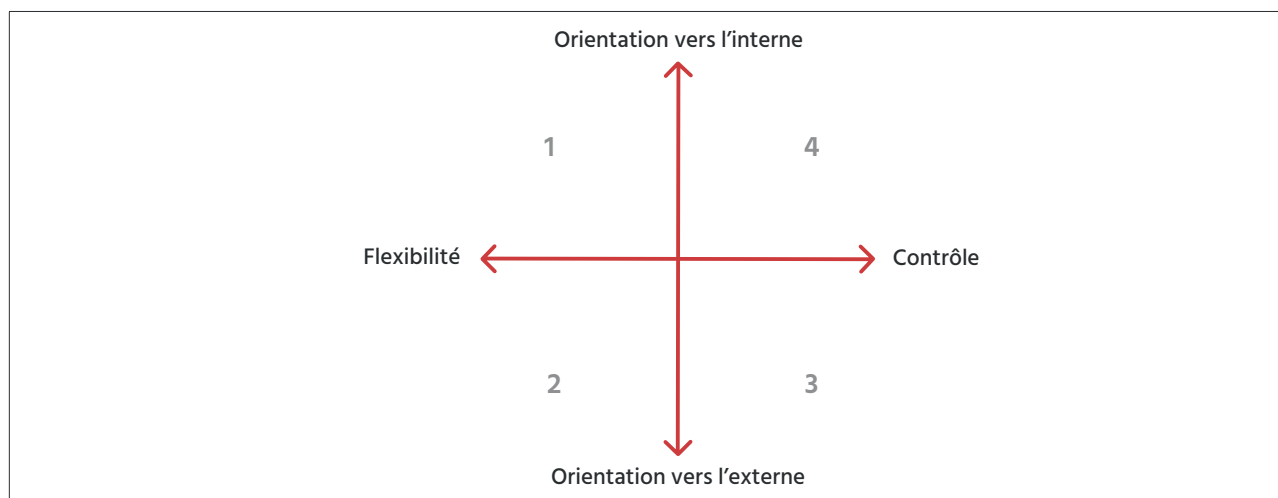 Orientation vers l’interne
1
4
Flexibilité
Contrôle
2
3
Orientation vers l’externe